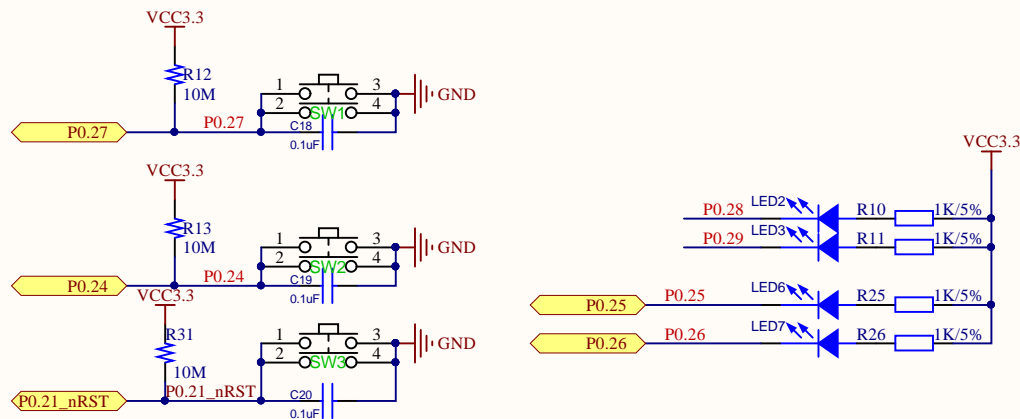 VCC3.3
R12
10M
1
2
3
4
SW1
GND
P0.27
P0.27
C18
0.1uF
VCC3.3
R13
10M
1
2
3
4
SW2
GND
P0.24
P0.24
C19
0.1uF
VCC3.3
R31
10M
1
2
3
4
SW3
GND
P0.21_nRST
P0.21_nRST
C20
0.1uF
VCC3.3
P0.28
LED2
R10
1K/5%
P0.29
LED3
R11
1K/5%
P0.25
P0.25
LED6
R25
1K/5%
P0.26
P0.26
LED7
R26
1K/5%